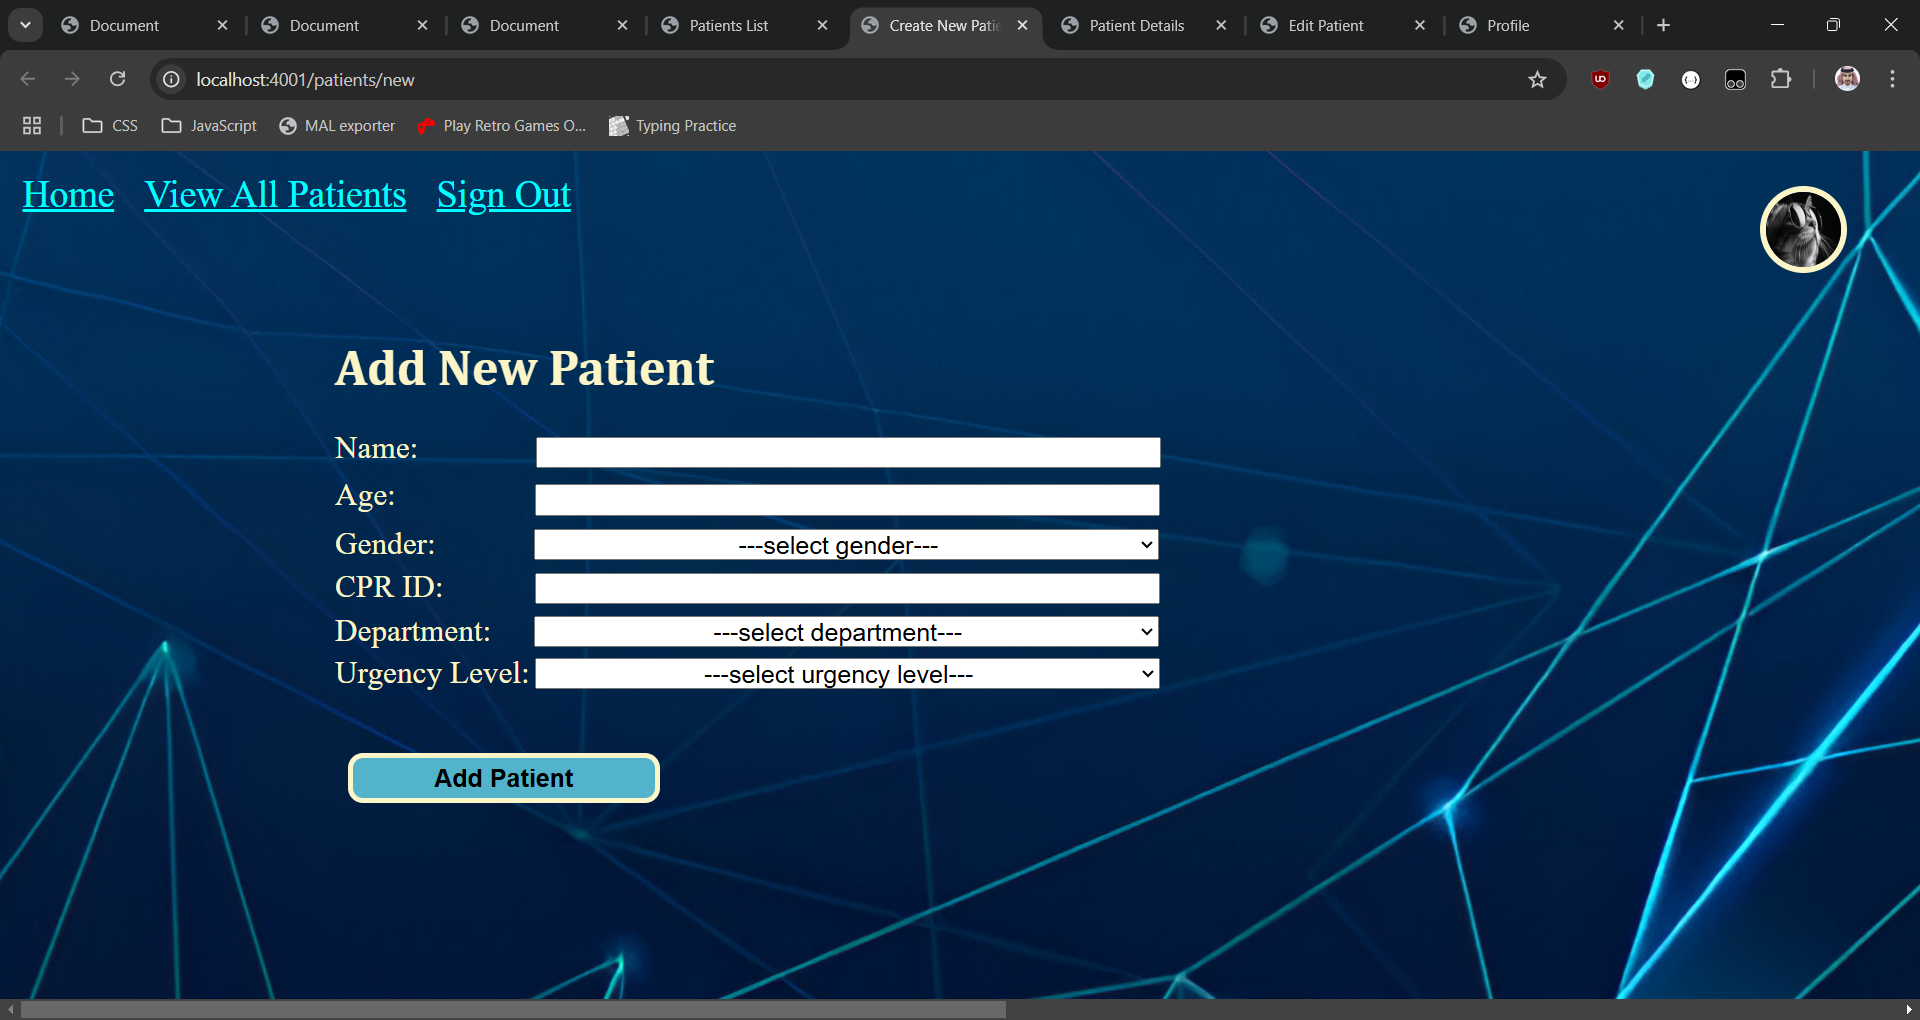 Document
Document
Document
Patients List
Create New Patie
Patient Details
Edit Patient
Profile
localhost:4001/patients/new
CSS
JavaScript
MAL exporter
Play Retro Games O...
Typing Practice
Home
View All Patients
Sign Out
Add New Patient
Name:
Age:
Gender:
---select gender---
CPR ID:
Department:
---select department---
Urgency Level:
---select urgency level---
Add Patient